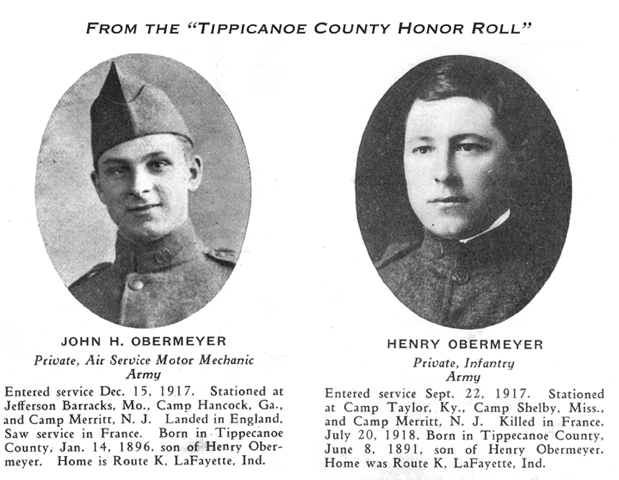 FROM THE "TIPPICANOE COUNTY HONOR ROLL"
JOHN H. OBERMEYER
Private, Air Service Motor Mechanic
Army
Entered service Dec. 15, 1917. Stationed at
Jefferson Barracks, Mo., Camp Hancock, Ga.,
and Camp Merritt, N. J. Landed in England.
Saw service in France. Born in Tippecanoe
County, Jan. 14, 1896, son of Henry Ober-
meyer. Home is Route K, LaFayette, Ind.
HENRY OBERMEYER
Private, Infantry
Army
Entered service Sept. 22, 1917. Stationed
at Camp Taylor, Ky., Camp Shelby, Miss.,
and Camp Merritt, N. J. Killed in France,
July 20, 1918. Born in Tippecanoe County,
June 8, 1891, son of Henry Obermeyer.
Home was Route K, LaFayette, Ind.